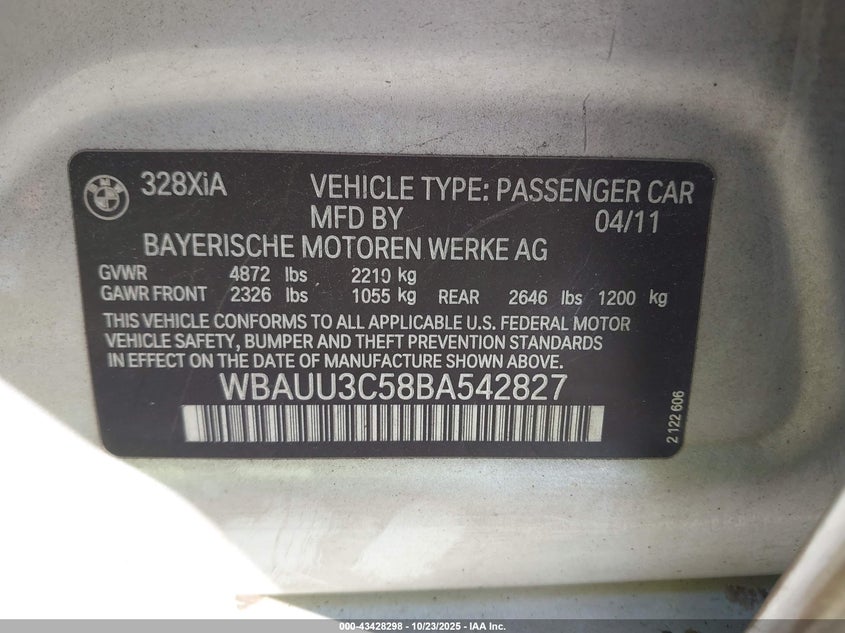 BMW
328XiA VEHICLE TYPE: PASSENGER CAR
MFD BY 04/11
BAYERISCHE MOTOREN WERKE AG
GVWR 4872 lbs 2210 kg
GAWR FRONT 2326 lbs 1055 kg REAR 2646 lbs 1200 kg
THIS VEHICLE CONFORMS TO ALL APPLICABLE U.S. FEDERAL MOTOR
VEHICLE SAFETY, BUMPER AND THEFT PREVENTION STANDARDS
IN EFFECT ON THE DATE OF MANUFACTURE SHOWN ABOVE.
WBAUU3C58BA542827
2 122 606
000-43428298 - 10/23/2025 - IAA Inc.